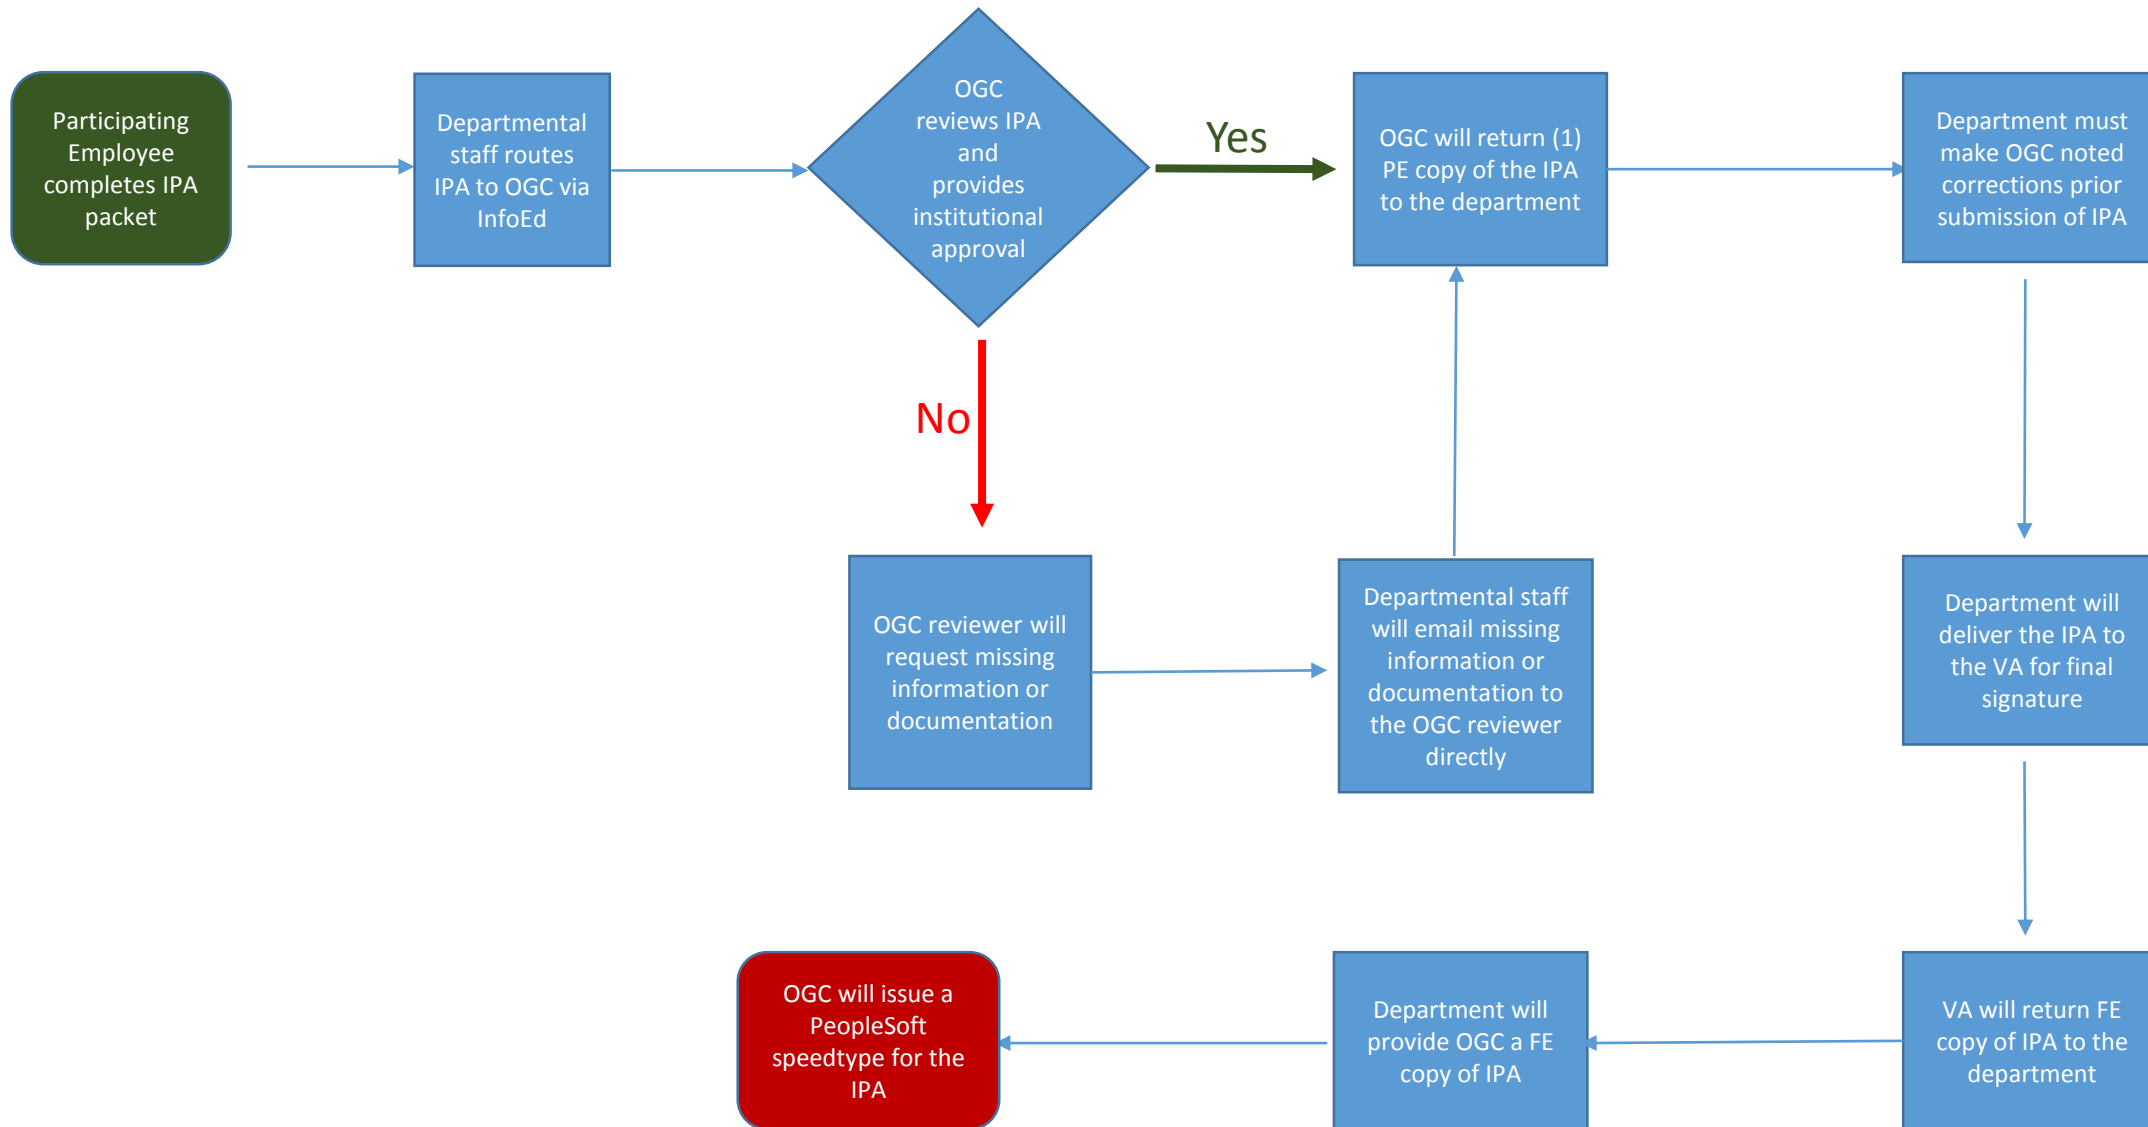 Participating
Employee
completes IPA
packet
Departmental
staff routes
IPA to OGC via
InfoEd
OGC
reviews IPA
and
provides
institutional
approval
Yes
OGC will return (1)
PE copy of the IPA
to the department
Department must
make OGC noted
corrections prior
submission of IPA
No
OGC reviewer will
request missing
information or
documentation
Departmental staff
will email missing
information or
documentation to
the OGC reviewer
directly
Department will
deliver the IPA to
the VA for final
signature
OGC will issue a
PeopleSoft
speedtype for the
IPA
Department will
provide OGC a FE
copy of IPA
VA will return FE
copy of IPA to the
department